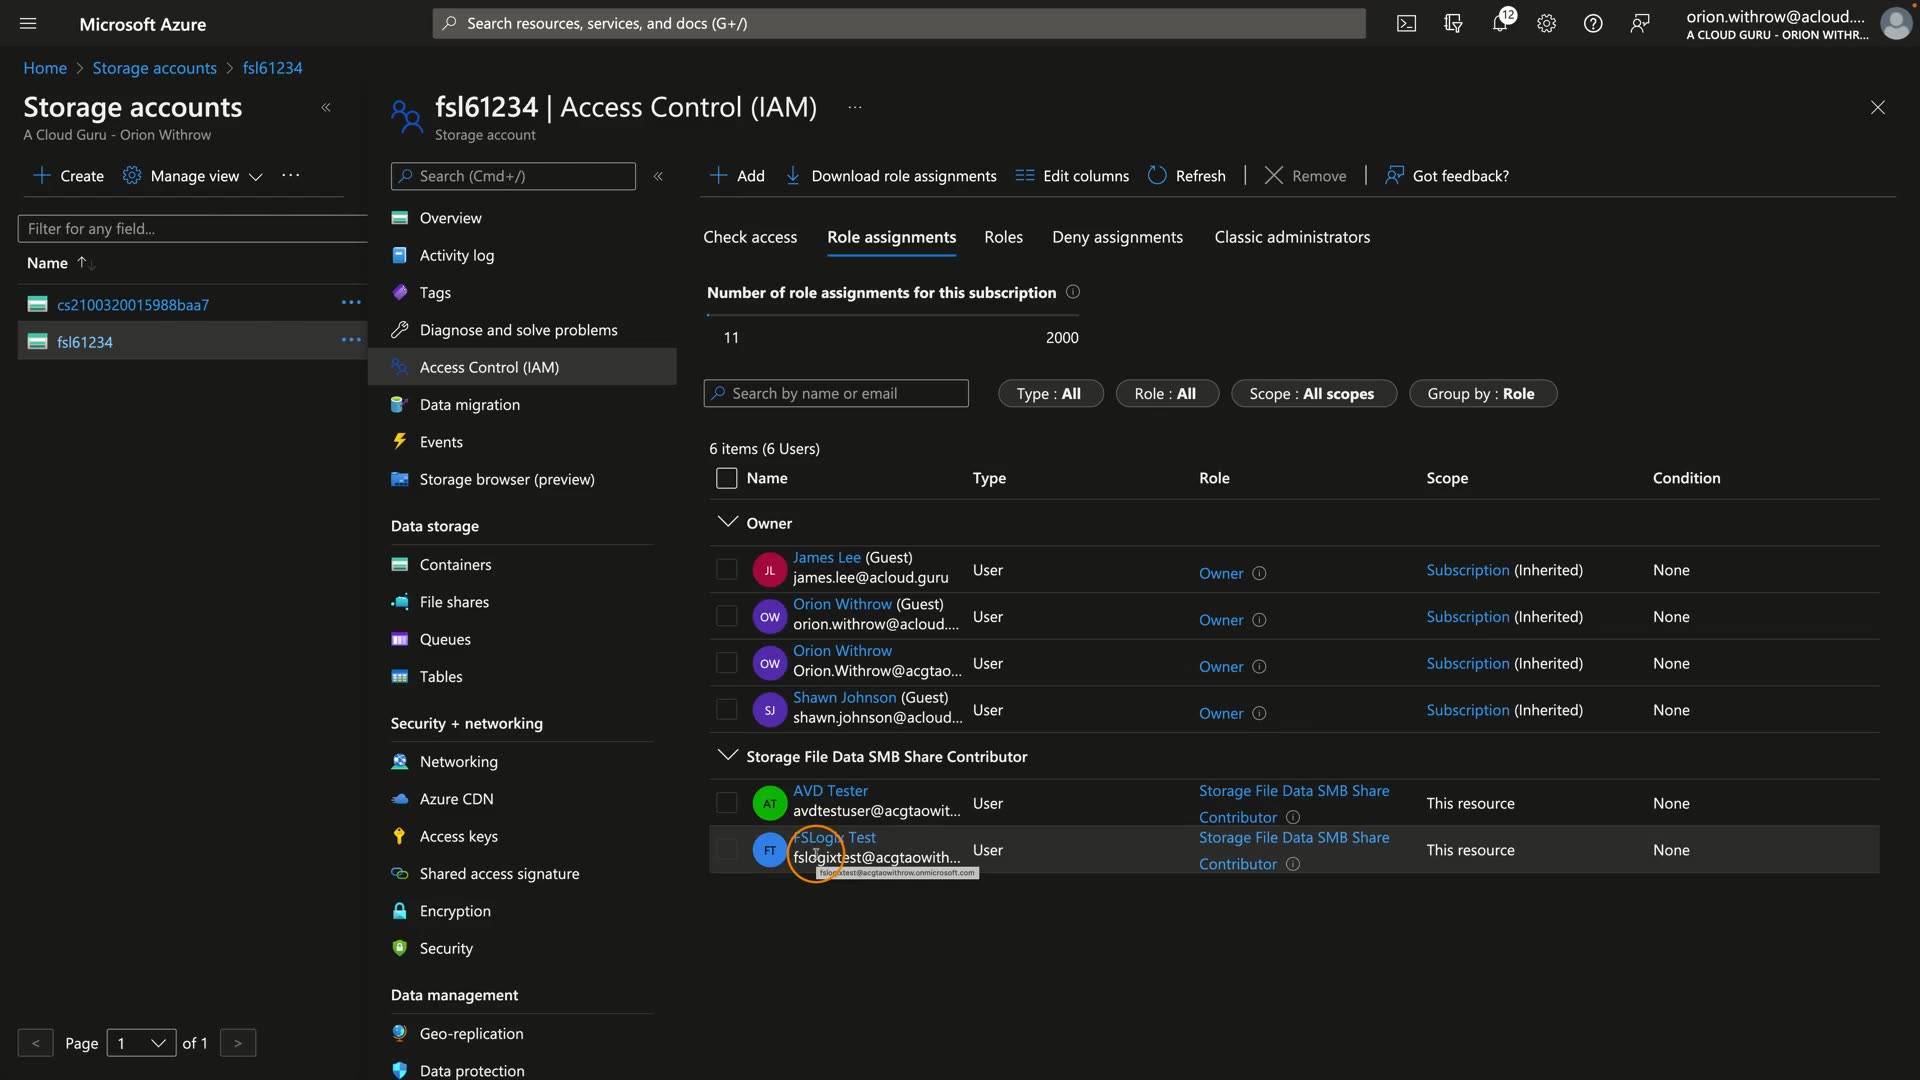 Microsoft Azure
Search resources, services, and docs (G+/)
12
orion.withrow@acloud....
A CLOUD GURU - ORION WITHR...
Home > Storage accounts > fsl61234
Storage accounts
A Cloud Guru - Orion Withrow
Create
Manage view
Filter for any field...
Name
cs2100320015988baa7
fsl61234
< Page 1 of 1 >
fsl61234 | Access Control (IAM)
Storage account
Search (Cmd+/)
Overview
Activity log
Tags
Diagnose and solve problems
Access Control (IAM)
Data migration
Events
Storage browser (preview)
Data storage
Containers
File shares
Queues
Tables
Security + networking
Networking
Azure CDN
Access keys
Shared access signature
Encryption
Security
Data management
Geo-replication
Data protection
Add Download role assignments Edit columns Refresh Remove Got feedback?
Check access Role assignments Roles Deny assignments Classic administrators
Number of role assignments for this subscription
11 2000
Search by name or email Type : All Role : All Scope : All scopes Group by : Role
6 items (6 Users)
Name Type Role Scope Condition
Owner
JL James Lee (Guest) james.lee@acloud.guru User Owner Subscription (Inherited) None
OW Orion Withrow (Guest) orion.withrow@acloud.... User Owner Subscription (Inherited) None
OW Orion Withrow Orion.Withrow@acgtao... User Owner Subscription (Inherited) None
SJ Shawn Johnson (Guest) shawn.johnson@acloud... User Owner Subscription (Inherited) None
Storage File Data SMB Share Contributor
AT AVD Tester avdtestuser@acgtaowit... User Storage File Data SMB Share Contributor This resource None
FT FSLogix Test fslogixtest@acgtaowith... User Storage File Data SMB Share Contributor This resource None
fslogixtest@acgtaowithrow.onmicrosoft.com